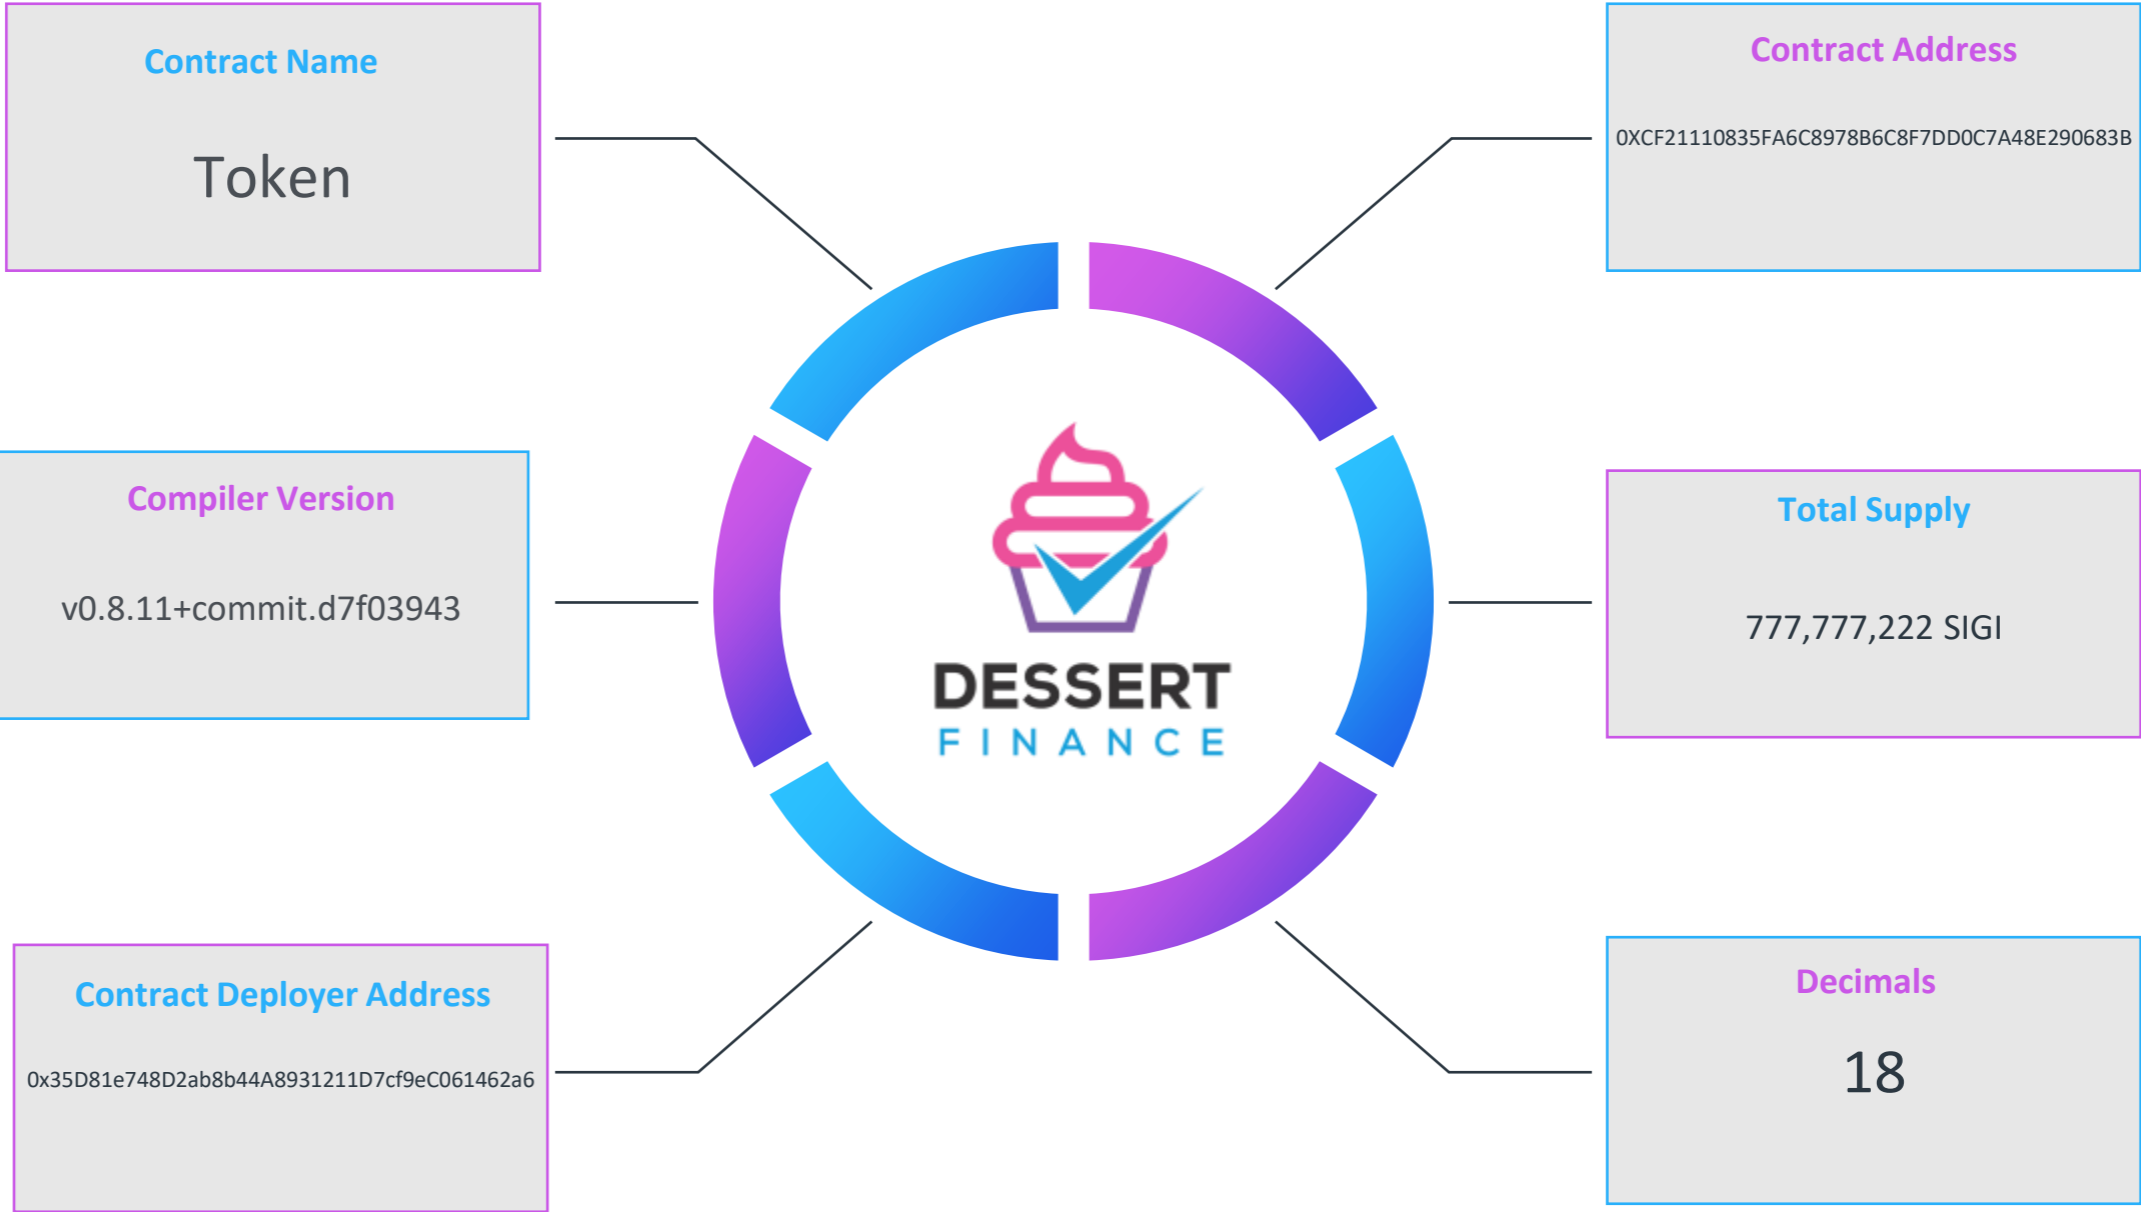 Contract Name
Token
Contract Address
0XCF21110835FA6C8978B6C8F7DD0C7A48E290683B
Compiler Version
v0.8.11+commit.d7f03943
Total Supply
777,777,222 SIGI
DESSERT
FINANCE
Contract Deployer Address
0x35D81e748D2ab8b44A8931211D7cf9eC061462a6
Decimals
18